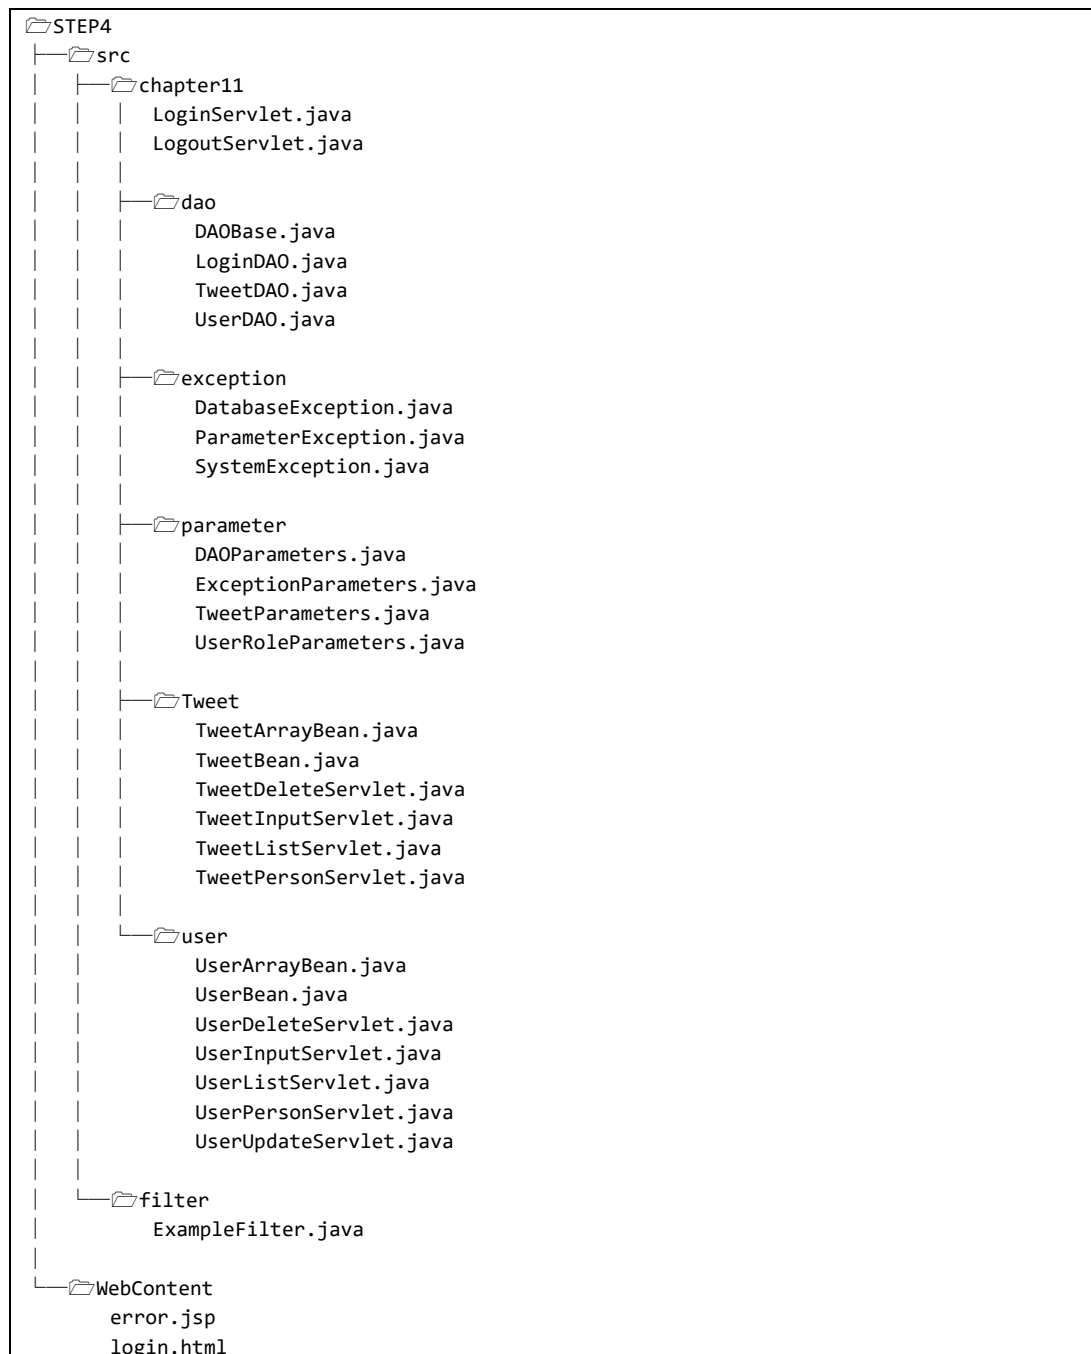 STEP4
src
chapter11
LoginServlet.java
LogoutServlet.java
dao
DAOBase.java
LoginDAO.java
TweetDAO.java
UserDAO.java
exception
DatabaseException.java
ParameterException.java
SystemException.java
parameter
DAOParameters.java
ExceptionParameters.java
TweetParameters.java
UserRoleParameters.java
Tweet
TweetArrayBean.java
TweetBean.java
TweetDeleteServlet.java
TweetInputServlet.java
TweetListServlet.java
TweetPersonServlet.java
user
UserArrayBean.java
UserBean.java
UserDeleteServlet.java
UserInputServlet.java
UserListServlet.java
UserPersonServlet.java
UserUpdateServlet.java
filter
ExampleFilter.java
WebContent
error.jsp
login.html